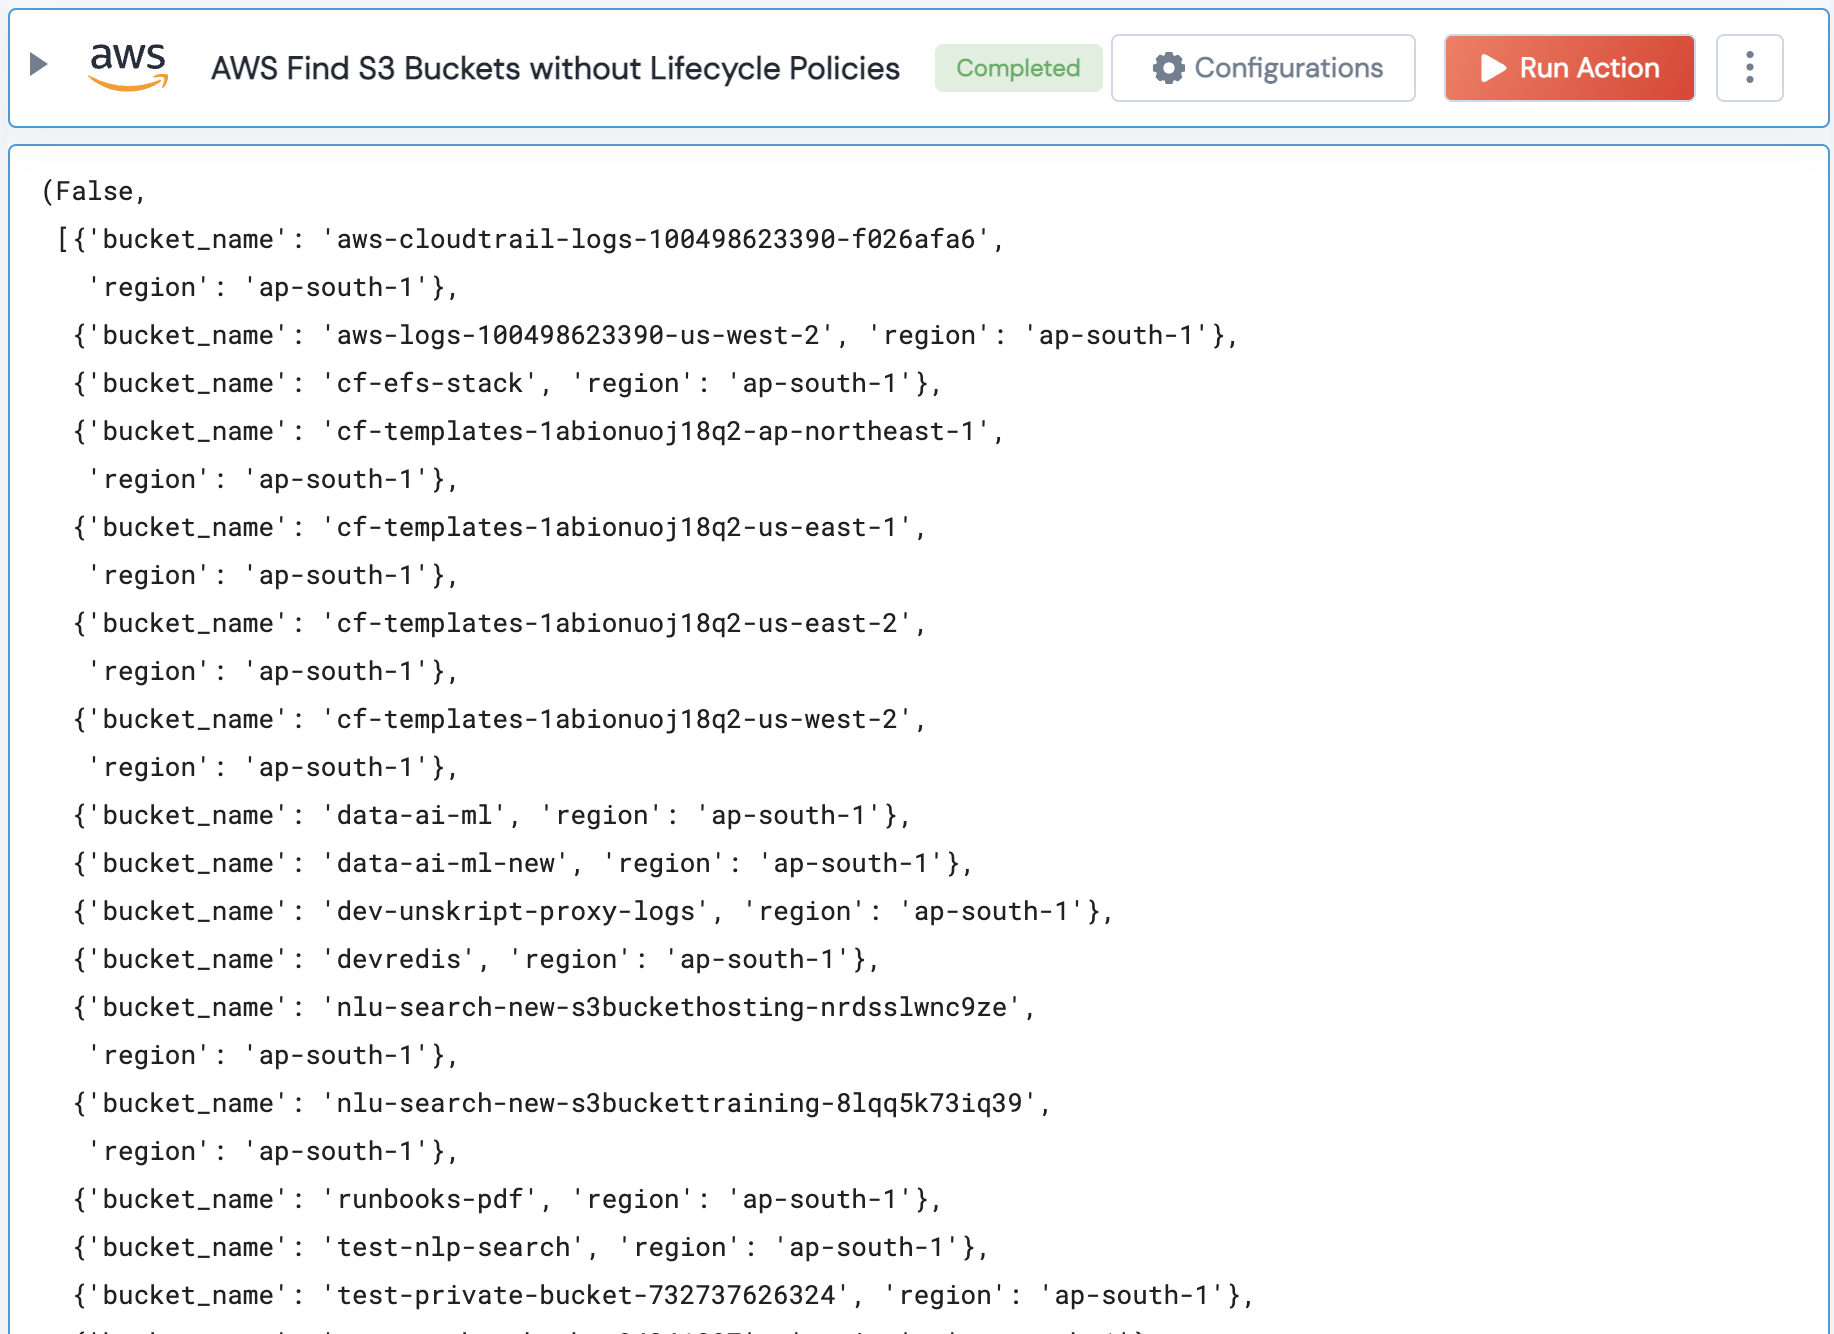 aws AWS Find S3 Buckets without Lifecycle Policies Completed Configurations Run Action
(False,
 [{'bucket_name': 'aws-cloudtrail-logs-100498623390-f026afa6',
   'region': 'ap-south-1'},
  {'bucket_name': 'aws-logs-100498623390-us-west-2', 'region': 'ap-south-1'},
  {'bucket_name': 'cf-efs-stack', 'region': 'ap-south-1'},
  {'bucket_name': 'cf-templates-1abionuoj18q2-ap-northeast-1',
   'region': 'ap-south-1'},
  {'bucket_name': 'cf-templates-1abionuoj18q2-us-east-1',
   'region': 'ap-south-1'},
  {'bucket_name': 'cf-templates-1abionuoj18q2-us-east-2',
   'region': 'ap-south-1'},
  {'bucket_name': 'cf-templates-1abionuoj18q2-us-west-2',
   'region': 'ap-south-1'},
  {'bucket_name': 'data-ai-ml', 'region': 'ap-south-1'},
  {'bucket_name': 'data-ai-ml-new', 'region': 'ap-south-1'},
  {'bucket_name': 'dev-unskript-proxy-logs', 'region': 'ap-south-1'},
  {'bucket_name': 'devredis', 'region': 'ap-south-1'},
  {'bucket_name': 'nlu-search-new-s3buckethosting-nrdsslwnc9ze',
   'region': 'ap-south-1'},
  {'bucket_name': 'nlu-search-new-s3buckettraining-8lqq5k73iq39',
   'region': 'ap-south-1'},
  {'bucket_name': 'runbooks-pdf', 'region': 'ap-south-1'},
  {'bucket_name': 'test-nlp-search', 'region': 'ap-south-1'},
  {'bucket_name': 'test-private-bucket-732737626324', 'region': 'ap-south-1'},